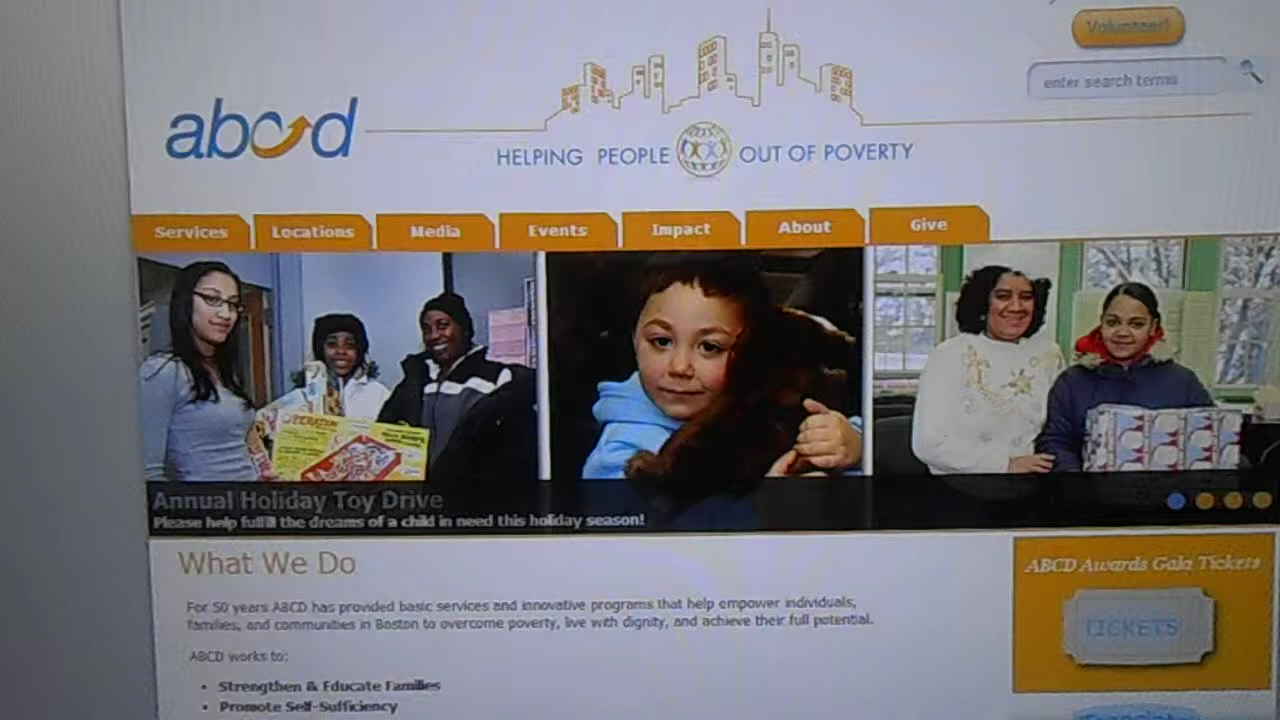 Volunteer!
enter search terms
abcd
HELPING PEOPLE OUT OF POVERTY
Services Locations Media Events Impact About Give
OPERATION
Annual Holiday Toy Drive
Please help fulfill the dreams of a child in need this holiday season!
What We Do
ABCD Awards Gala Tickets
TICKETS
For 50 years ABCD has provided basic services and innovative programs that help empower individuals,
families, and communities in Boston to overcome poverty, live with dignity, and achieve their full potential.
ABCD works to:
• Strengthen & Educate Families
• Promote Self-Sufficiency